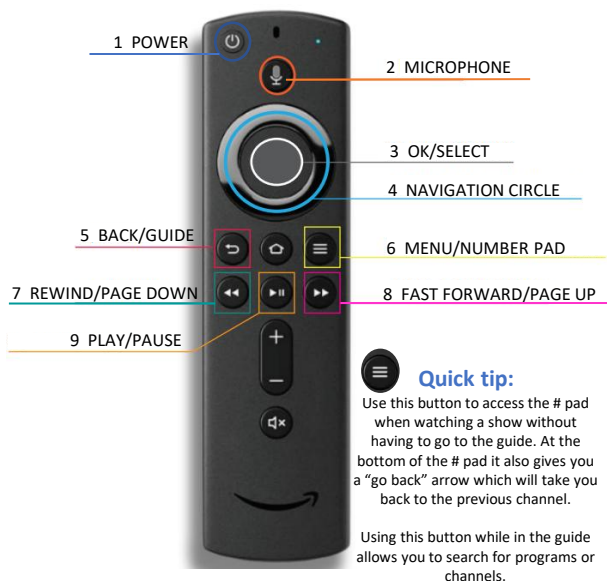 1 POWER
2 MICROPHONE
3 OK/SELECT
4 NAVIGATION CIRCLE
5 BACK/GUIDE
6 MENU/NUMBER PAD
7 REWIND/PAGE DOWN
8 FAST FORWARD/PAGE UP
9 PLAY/PAUSE
Quick tip:
Use this button to access the # pad
when watching a show without
having to go to the guide. At the
bottom of the # pad it also gives you
a “go back” arrow which will take you
back to the previous channel.
Using this button while in the guide
allows you to search for programs or
channels.